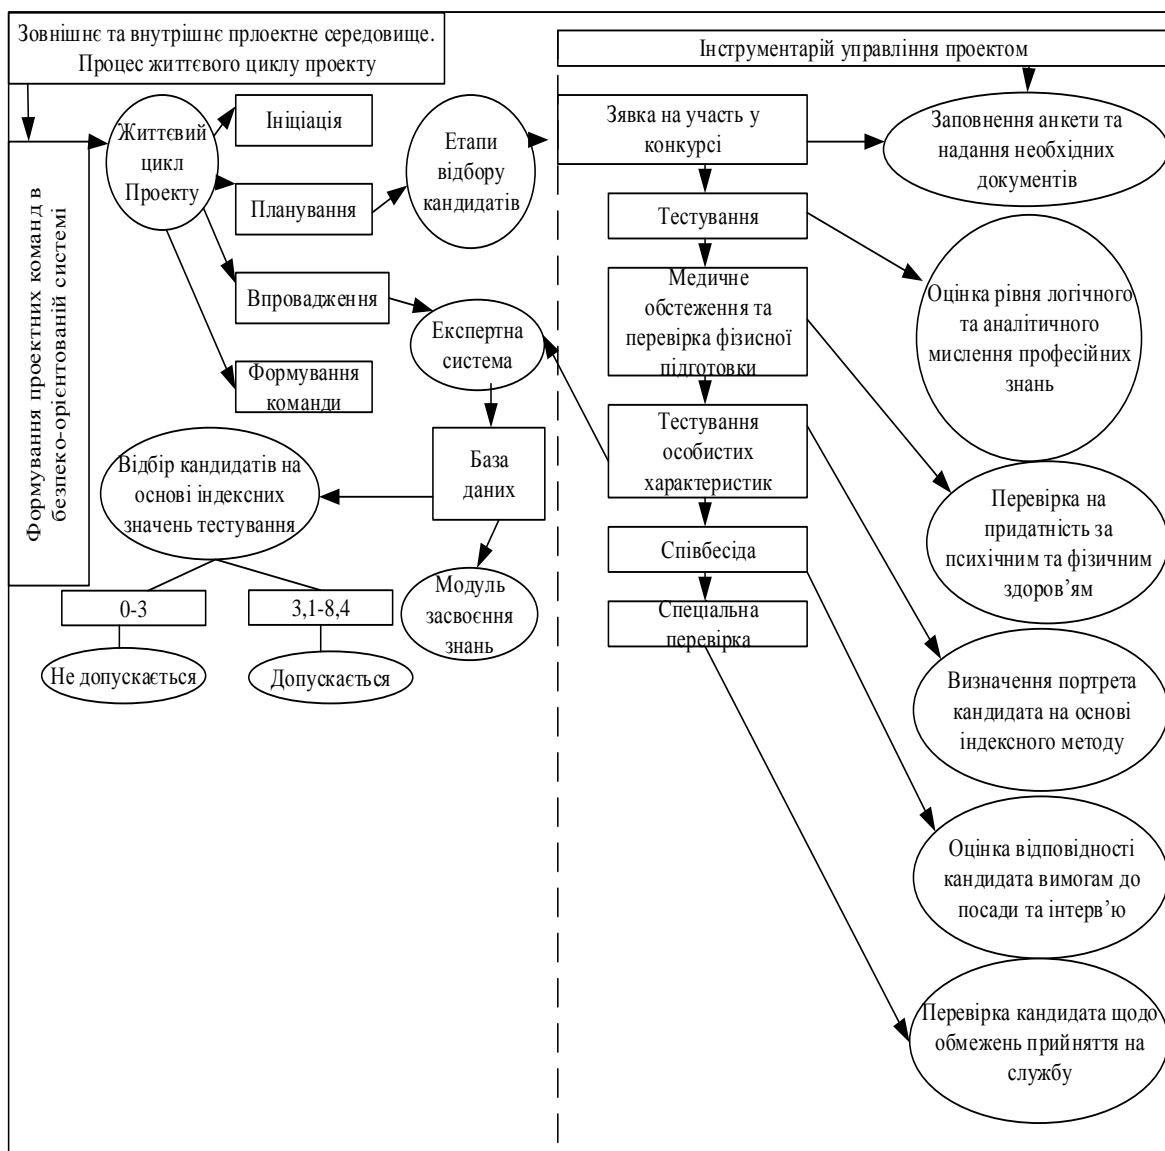 Зовнішнє та внутрішнє прлоектне середовище.
Процес життєвого циклу проекту
Формування проектних команд в
безпеко-орієнтованій системі
Життєвий
цикл
Проекту
Ініціація
Планування
Впровадження
Формування
команди
Етапи
відбору
кандидатів
Експертна
система
База
даних
Модуль
засвоєння
знань
Відбір кандидатів на
основі індексних
значень тестування
0-3
3,1-8,4
Не допускається
Допускається
Інструментарій управління проектом
Зявка на участь у
конкурсі
Тестування
Медичне
обстеження та
перевірка фізисної
підготовки
Тестування
особистих
характеристик
Співбесіда
Спеціальна
перевірка
Заповнення анкети та
надання необхідних
документів
Оцінка рівня логічного
та аналітичного
мислення професійних
знань
Перевірка на
придатність за
психічним та фізичним
здоров’ям
Визначення портрета
кандидата на основі
індексного методу
Оцінка відповідності
кандидата вимогам до
посади та інтерв’ю
Перевірка кандидата щодо
обмежень прийняття на
службу